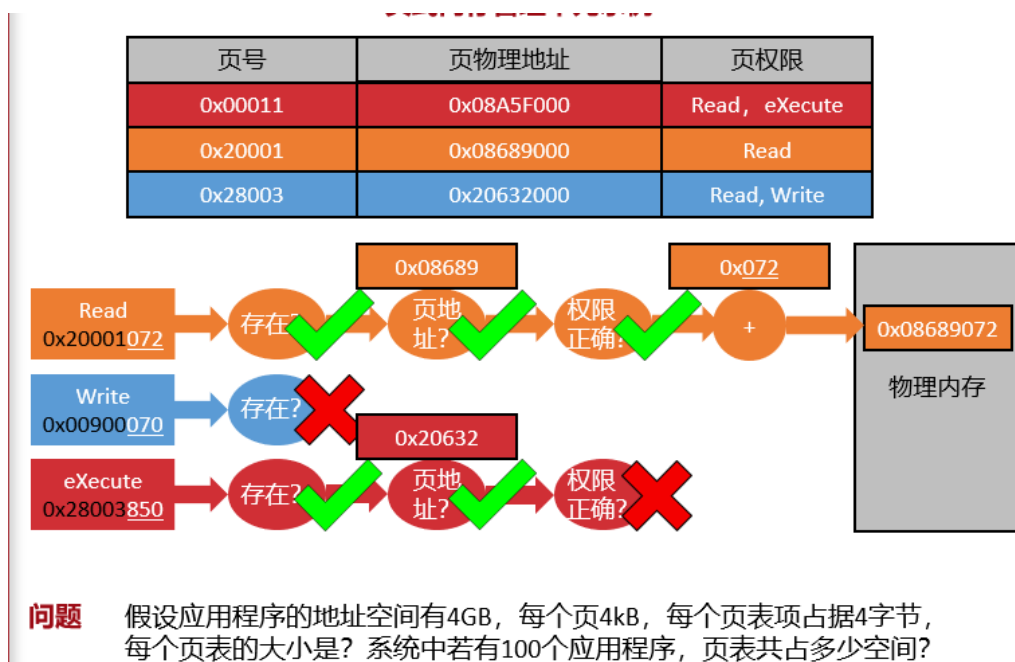 页号 页物理地址 页权限
0x00011 0x08A5F000 Read，eXecute
0x20001 0x08689000 Read
0x28003 0x20632000 Read, Write
0x08689 0x072
Read
0x20001072
存在?
页地
址?
权限
正确?
+
0x08689072
物理内存
Write
0x00900070
存在?
0x20632
eXecute
0x28003850
存在?
页地
址?
权限
正确?
问题 假设应用程序的地址空间有4GB，每个页4kB，每个页表项占据4字节，
每个页表的大小是？系统中若有100个应用程序，页表共占多少空间？